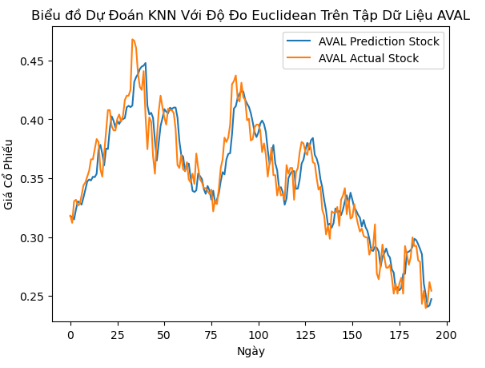 Biểu đồ Dự Đoán KNN Với Độ Đo Euclidean Trên Tập Dữ Liệu AVAL
AVAL Prediction Stock
AVAL Actual Stock
Giá Cổ Phiếu
0.45
0.40
0.35
0.30
0.25
0 25 50 75 100 125 150 175 200
Ngày